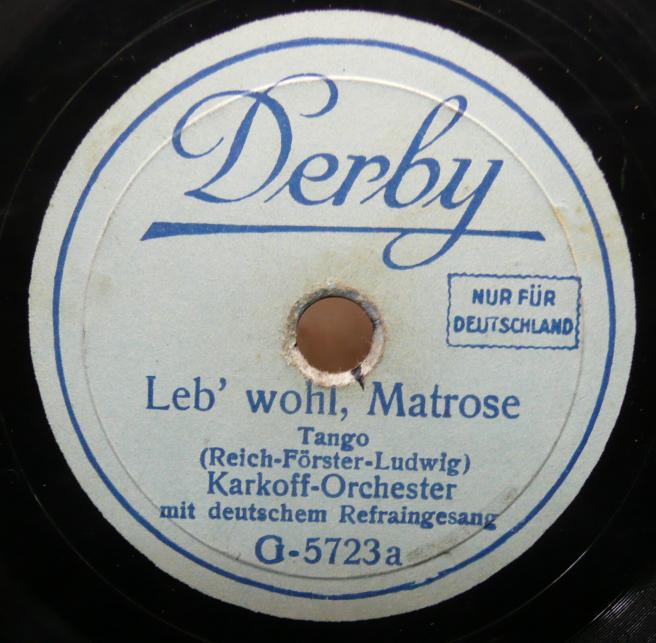 Derby
NUR FÜR
DEUTSCHLAND
Leb' wohl, Matrose
Tango
(Reich-Förster-Ludwig)
Karkoff-Orchester
mit deutschem Refraingesang
G-5723a